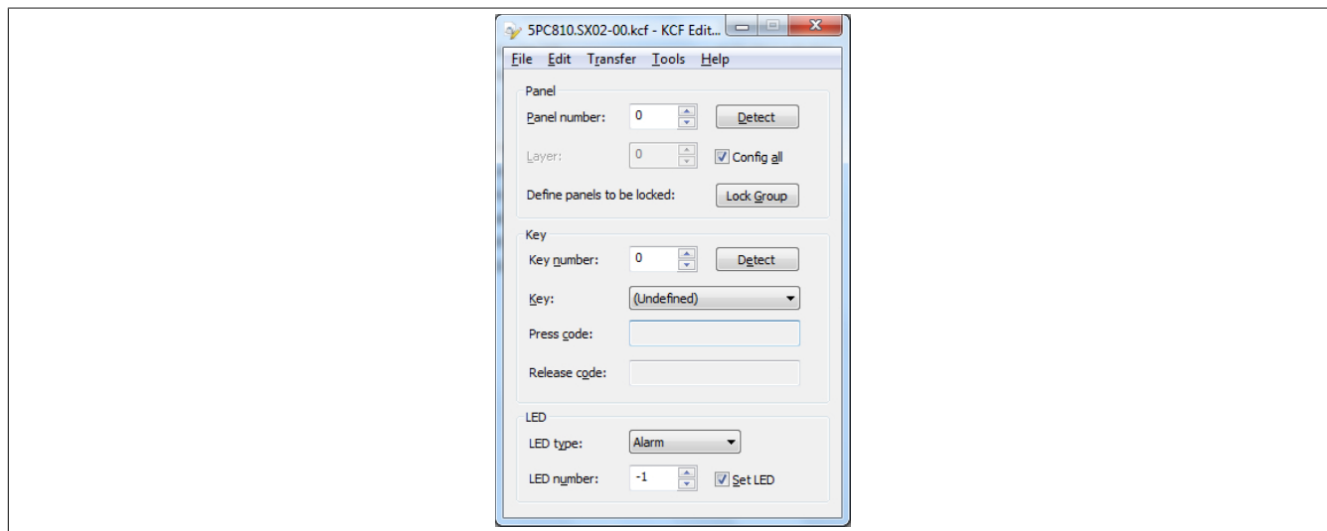 5PC810.SX02-00.kcf - KCF Edit...
File Edit Transfer Tools Help
Panel
Panel number: 0 Detect
Layer: 0 Config all
Define panels to be locked: Lock Group
Key
Key number: 0 Detect
Key: (Undefined)
Press code:
Release code:
LED
LED type: Alarm
LED number: -1 Set LED